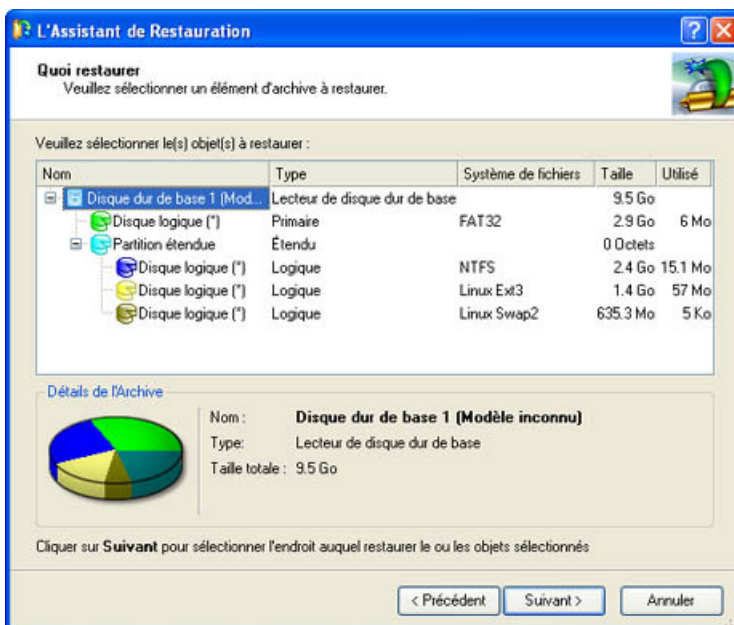 L'Assistant de Restauration
Quoi restaurer
Veuillez sélectionner un élément d'archive à restaurer.
Veuillez sélectionner le(s) objet(s) à restaurer :
Nom Type Système de fichiers Taille Utilisé
Disque dur de base 1 (Mod... Lecteur de disque dur de base 9.5 Go
Disque logique (*) Primaire FAT32 2.9 Go 6 Mo
Partition étendue Étendu 0 Octets
Disque logique (*) Logique NTFS 2.4 Go 15.1 Mo
Disque logique (*) Logique Linux Ext3 1.4 Go 57 Mo
Disque logique (*) Logique Linux Swap2 635.3 Mo 5 Ko
Détails de l'Archive
Nom : Disque dur de base 1 (Modèle inconnu)
Type: Lecteur de disque dur de base
Taille totale : 9.5 Go
Cliquer sur Suivant pour sélectionner l'endroit auquel restaurer le ou les objets sélectionnés
< Précédent Suivant > Annuler